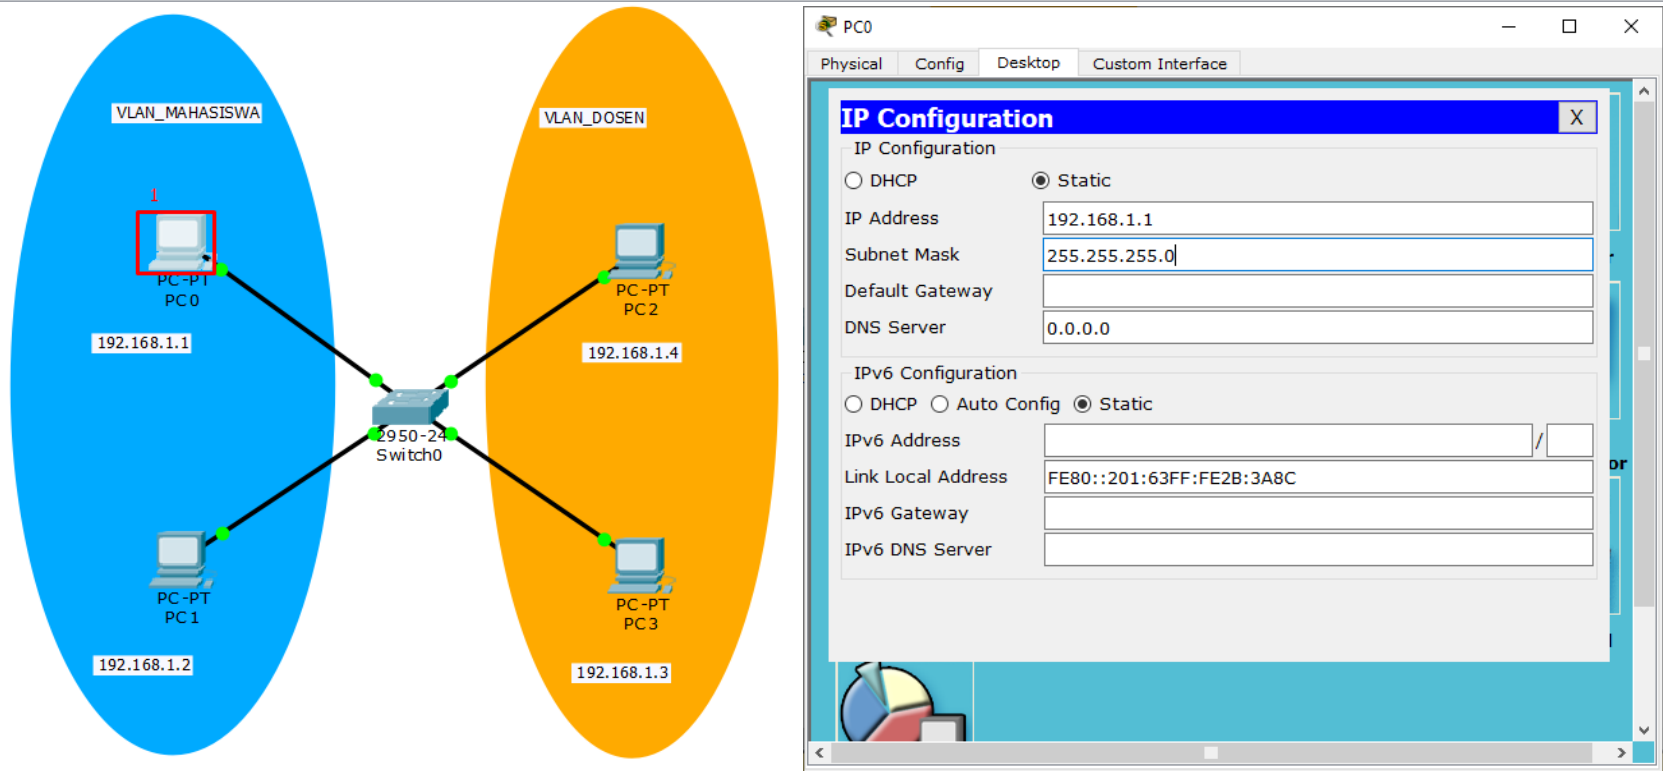 VLAN_MAHASISWA
VLAN_DOSEN
1
PC-PT
PC0
192.168.1.1
PC-PT
PC2
192.168.1.4
2950-24
Switch0
PC-PT
PC1
192.168.1.2
PC-PT
PC3
192.168.1.3
PC0
Physical Config Desktop Custom Interface
IP Configuration X
IP Configuration
DHCP Static
IP Address 192.168.1.1
Subnet Mask 255.255.255.0
Default Gateway
DNS Server 0.0.0.0
IPv6 Configuration
DHCP Auto Config Static
IPv6 Address /
Link Local Address FE80::201:63FF:FE2B:3A8C
IPv6 Gateway
IPv6 DNS Server